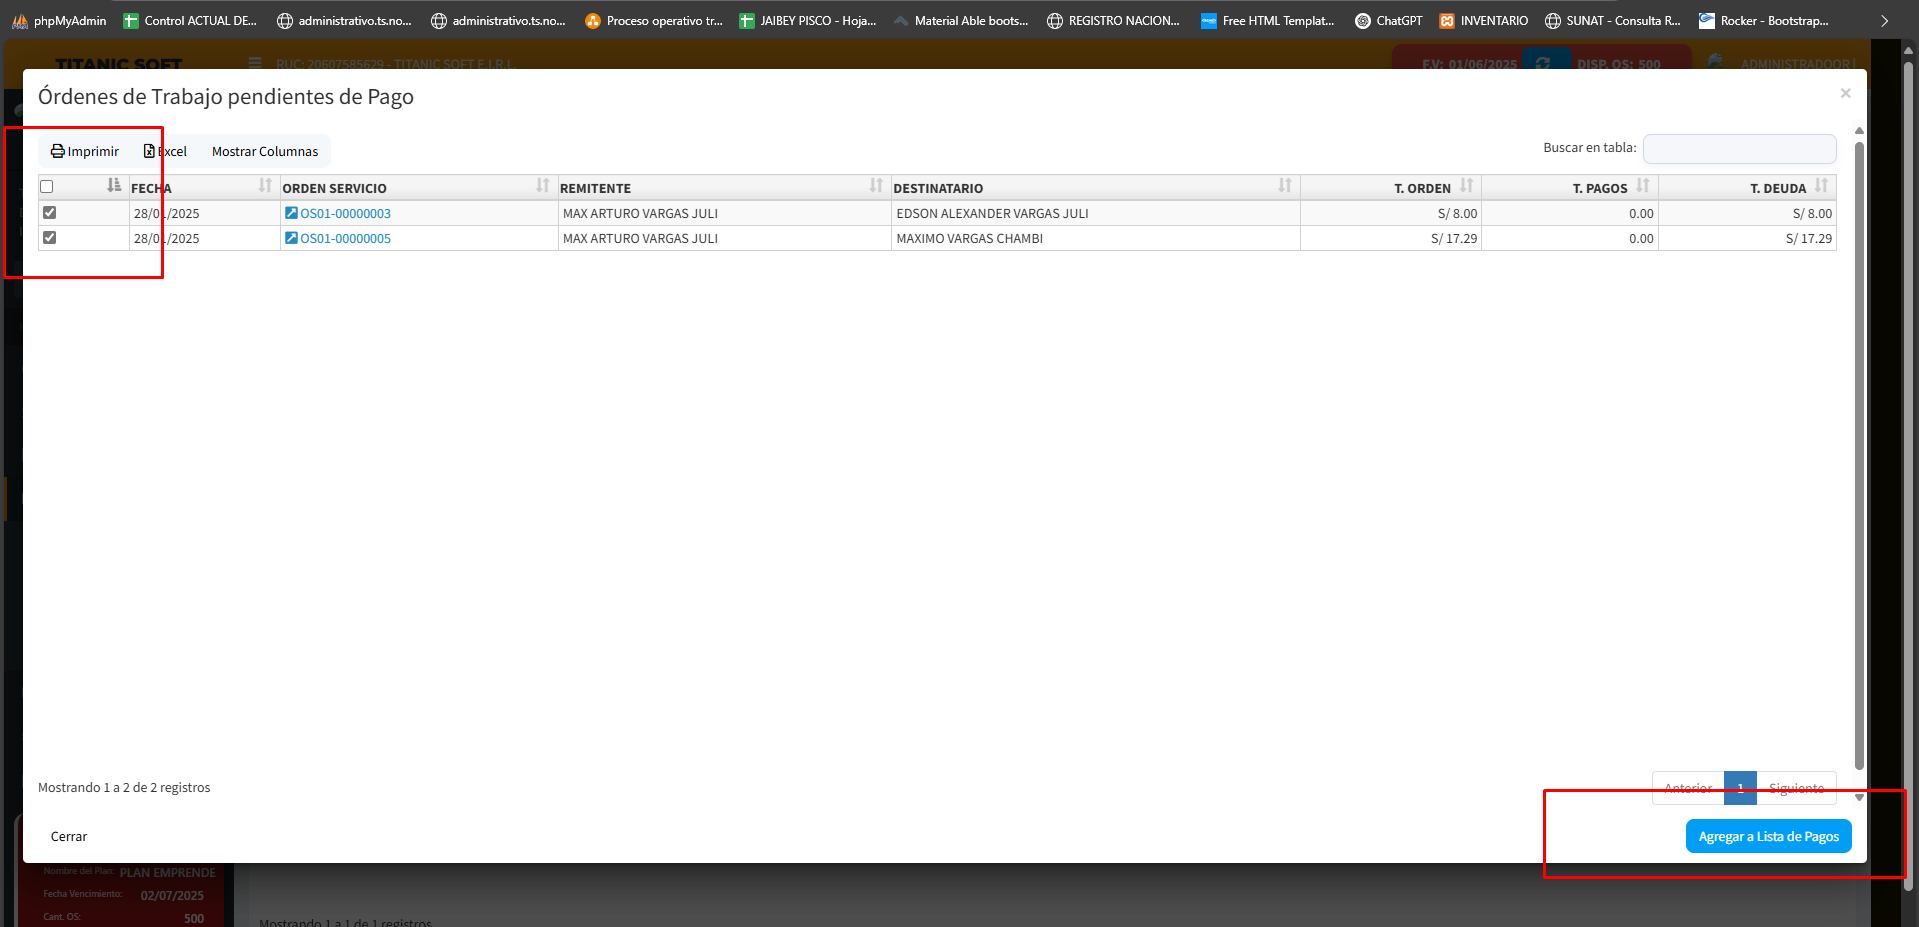 phpMyAdmin Control ACTUAL DE... administrativo.ts.no... administrativo.ts.no... Proceso operativo tr... JAIBEY PISCO - Hoja... Material Able boots... REGISTRO NACION... Free HTML Templat... ChatGPT INVENTARIO SUNAT - Consulta R... Rocker - Bootstrap...
TITANIC SOFT RUC: 20607585629 - TITANIC SOFT E.I.R.L. F.V: 01/06/2025 DISP. OS: 500 ADMINISTRADOOR |
Órdenes de Trabajo pendientes de Pago ×
Imprimir Excel Mostrar Columnas Buscar en tabla:
FECHA ORDEN SERVICIO REMITENTE DESTINATARIO T. ORDEN T. PAGOS T. DEUDA
28/01/2025 OS01-00000003 MAX ARTURO VARGAS JULI EDSON ALEXANDER VARGAS JULI S/ 8.00 0.00 S/ 8.00
28/01/2025 OS01-00000005 MAX ARTURO VARGAS JULI MAXIMO VARGAS CHAMBI S/ 17.29 0.00 S/ 17.29
Mostrando 1 a 2 de 2 registros Anterior 1 Siguiente
Cerrar Agregar a Lista de Pagos
Nombre del Plan: PLAN EMPRENDE
Fecha Vencimiento: 02/07/2025
Cant. OS: 500
Mostrando 1 a 1 de 1 registros